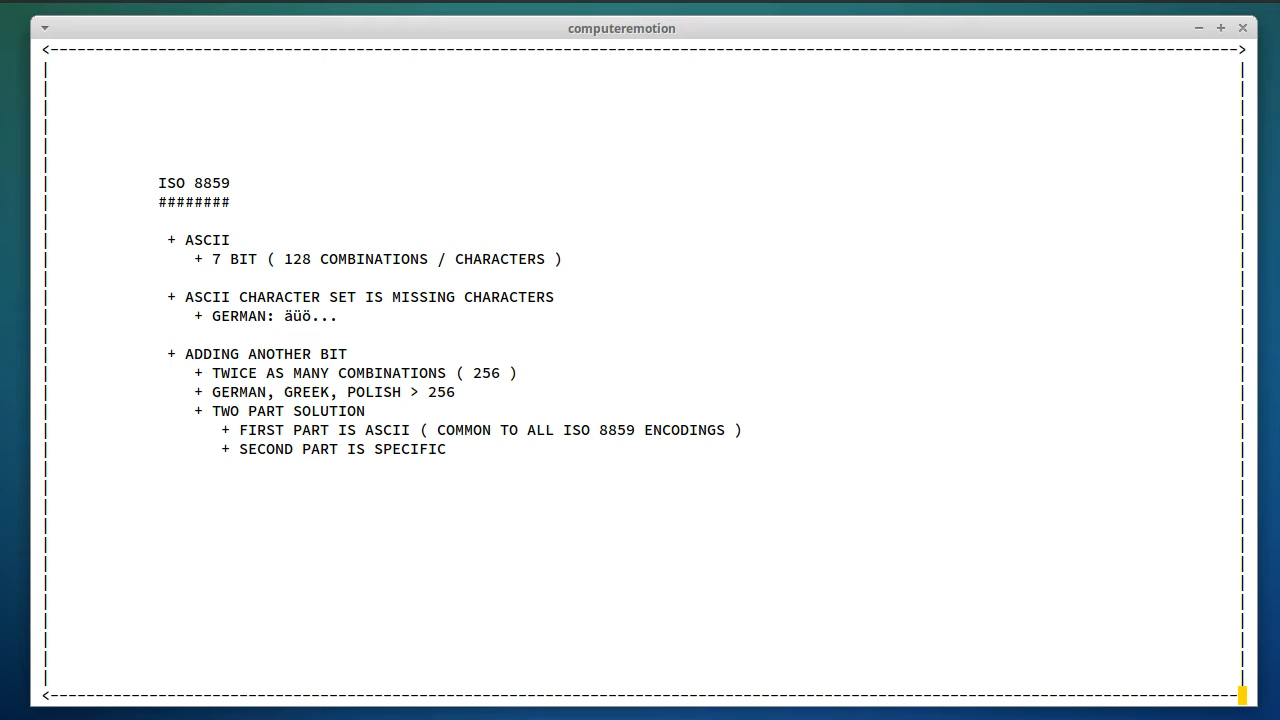 computeremotion
<------------------------------------------------------------------------------------------------------------------------------------>
ISO 8859
########
+ ASCII
+ 7 BIT ( 128 COMBINATIONS / CHARACTERS )
+ ASCII CHARACTER SET IS MISSING CHARACTERS
+ GERMAN: äüö...
+ ADDING ANOTHER BIT
+ TWICE AS MANY COMBINATIONS ( 256 )
+ GERMAN, GREEK, POLISH > 256
+ TWO PART SOLUTION
+ FIRST PART IS ASCII ( COMMON TO ALL ISO 8859 ENCODINGS )
+ SECOND PART IS SPECIFIC